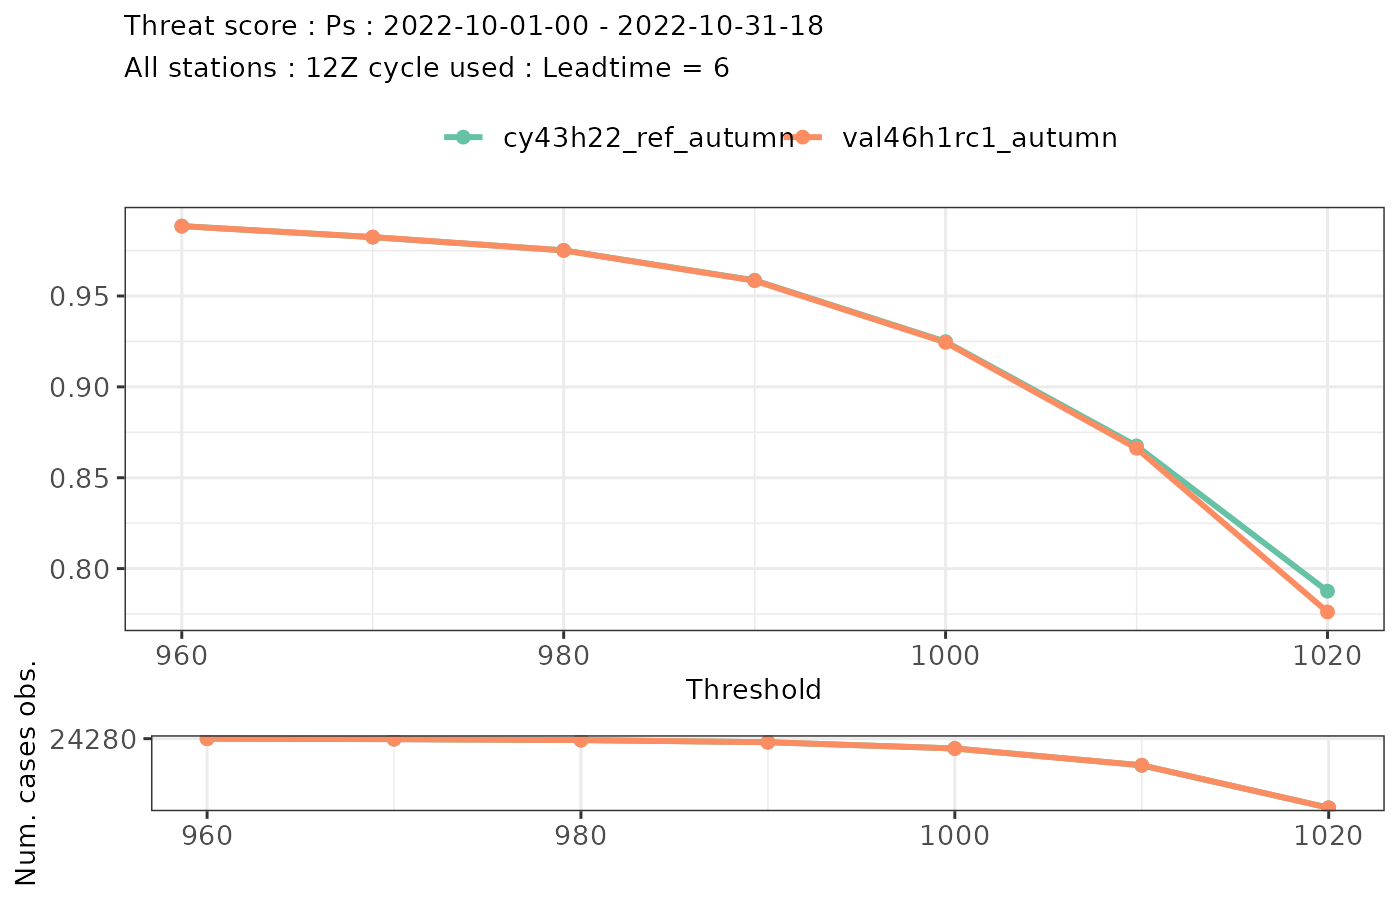 Threat score : Ps : 2022-10-01-00 - 2022-10-31-18
All stations : 12Z cycle used : Leadtime = 6
cy43h22_ref_autumn val46h1rc1_autumn
0.95
0.90
0.85
0.80
960 980 1000 1020
Threshold
Num. cases obs.
24280
960 980 1000 1020